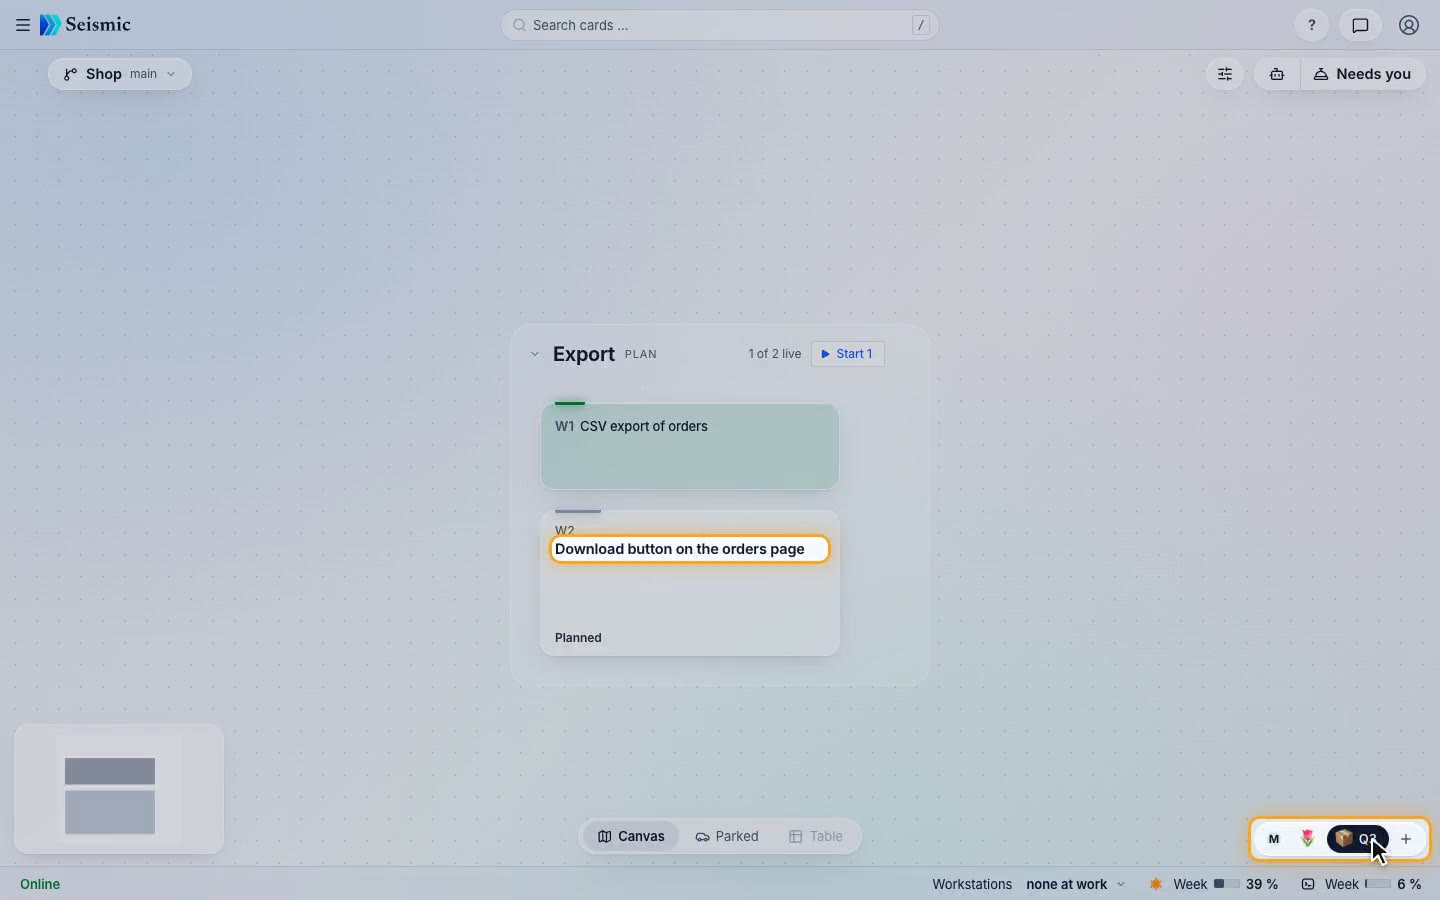 Seismic
Search cards ...
/
?
Shop main
Needs you
Export PLAN
1 of 2 live
Start 1
W1 CSV export of orders
W2
Download button on the orders page
Planned
Canvas
Parked
Table
M
Q3
+
Online
Workstations none at work
Week 39 %
Week 6 %